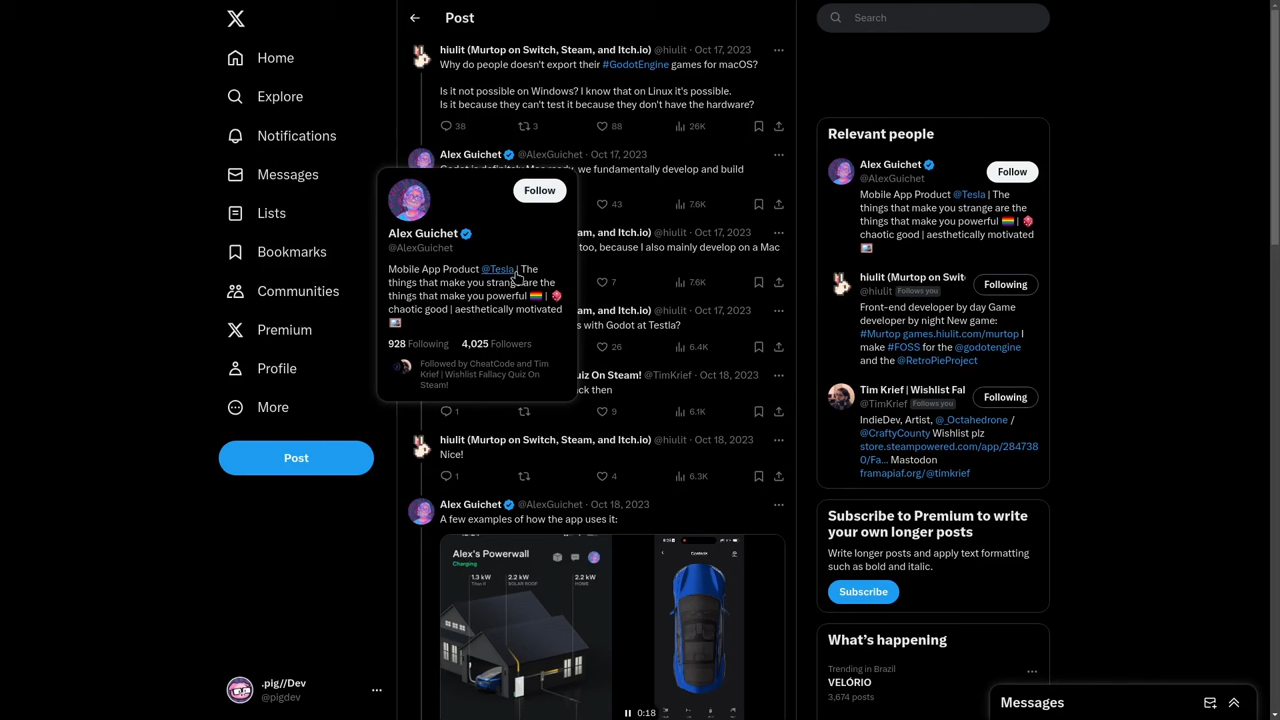 Home
Explore
Notifications
Messages
Lists
Bookmarks
Communities
Premium
Profile
More
Post
.pig//Dev
@pigdev
Post
hiulit (Murtop on Switch, Steam, and Itch.io) @hiulit · Oct 17, 2023
Why do people doesn't export their #GodotEngine games for macOS?
Is it not possible on Windows? I know that on Linux it's possible.
Is it because they can't test it because they don't have the hardware?
38 3 88 26K
Alex Guichet @AlexGuichet · Oct 17, 2023
we fundamentally develop and build
43 7.6K
am, and Itch.io) @hiulit · Oct 17, 2023
too, because I also mainly develop on a Mac
7 7.6K
am, and Itch.io) @hiulit · Oct 17, 2023
s with Godot at Testla?
26 6.4K
uiz On Steam! @TimKrief · Oct 18, 2023
ck then
1 9 6.1K
hiulit (Murtop on Switch, Steam, and Itch.io) @hiulit · Oct 18, 2023
Nice!
1 4 6.3K
Alex Guichet @AlexGuichet · Oct 18, 2023
A few examples of how the app uses it:
Alex's Powerwall
Charging
1.3 kW 2.2 kW 2.2 kW
SOLAR ROOF HOME
0:18
Follow
Alex Guichet
@AlexGuichet
Mobile App Product @Tesla | The
things that make you strange are the
things that make you powerful 🏳️‍🌈 |
chaotic good | aesthetically motivated
928 Following 4,025 Followers
Followed by CheatCode and Tim
Krief | Wishlist Fallacy Quiz On
Steam!
Search
Relevant people
Alex Guichet
@AlexGuichet
Follow
Mobile App Product @Tesla | The
things that make you strange are the
things that make you powerful 🏳️‍🌈 |
chaotic good | aesthetically motivated
hiulit (Murtop on Swit
@hiulit Follows you
Following
Front-end developer by day Game
developer by night New game:
#Murtop games.hiulit.com/murtop I
make #FOSS for the @godotengine
and the @RetroPieProject
Tim Krief | Wishlist Fal
@TimKrief Follows you
Following
IndieDev, Artist, @_Octahedrone /
@CraftyCounty Wishlist plz
store.steampowered.com/app/284738
0/Fa... Mastodon
framapiaf.org/@timkrief
Subscribe to Premium to write
your own longer posts
Write longer posts and apply text formatting
such as bold and italic.
Subscribe
What's happening
Trending in Brazil
VELÓRIO
3,674 posts
Messages